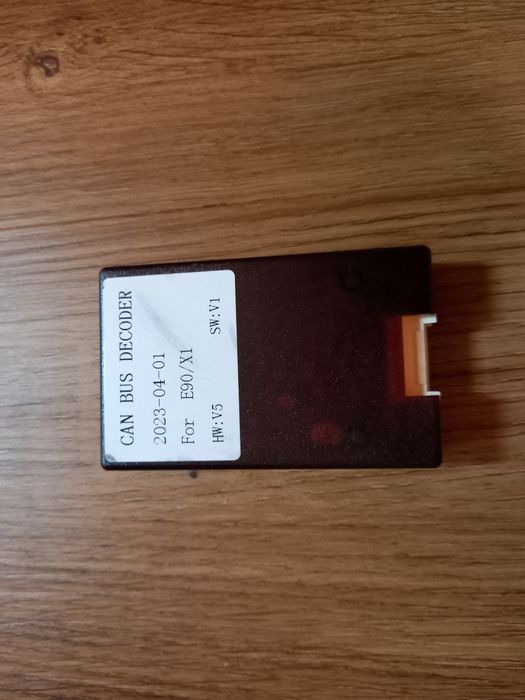 CAN BUS DECODER
2023-04-01
For E90/X1
HW:V5 SW:V1